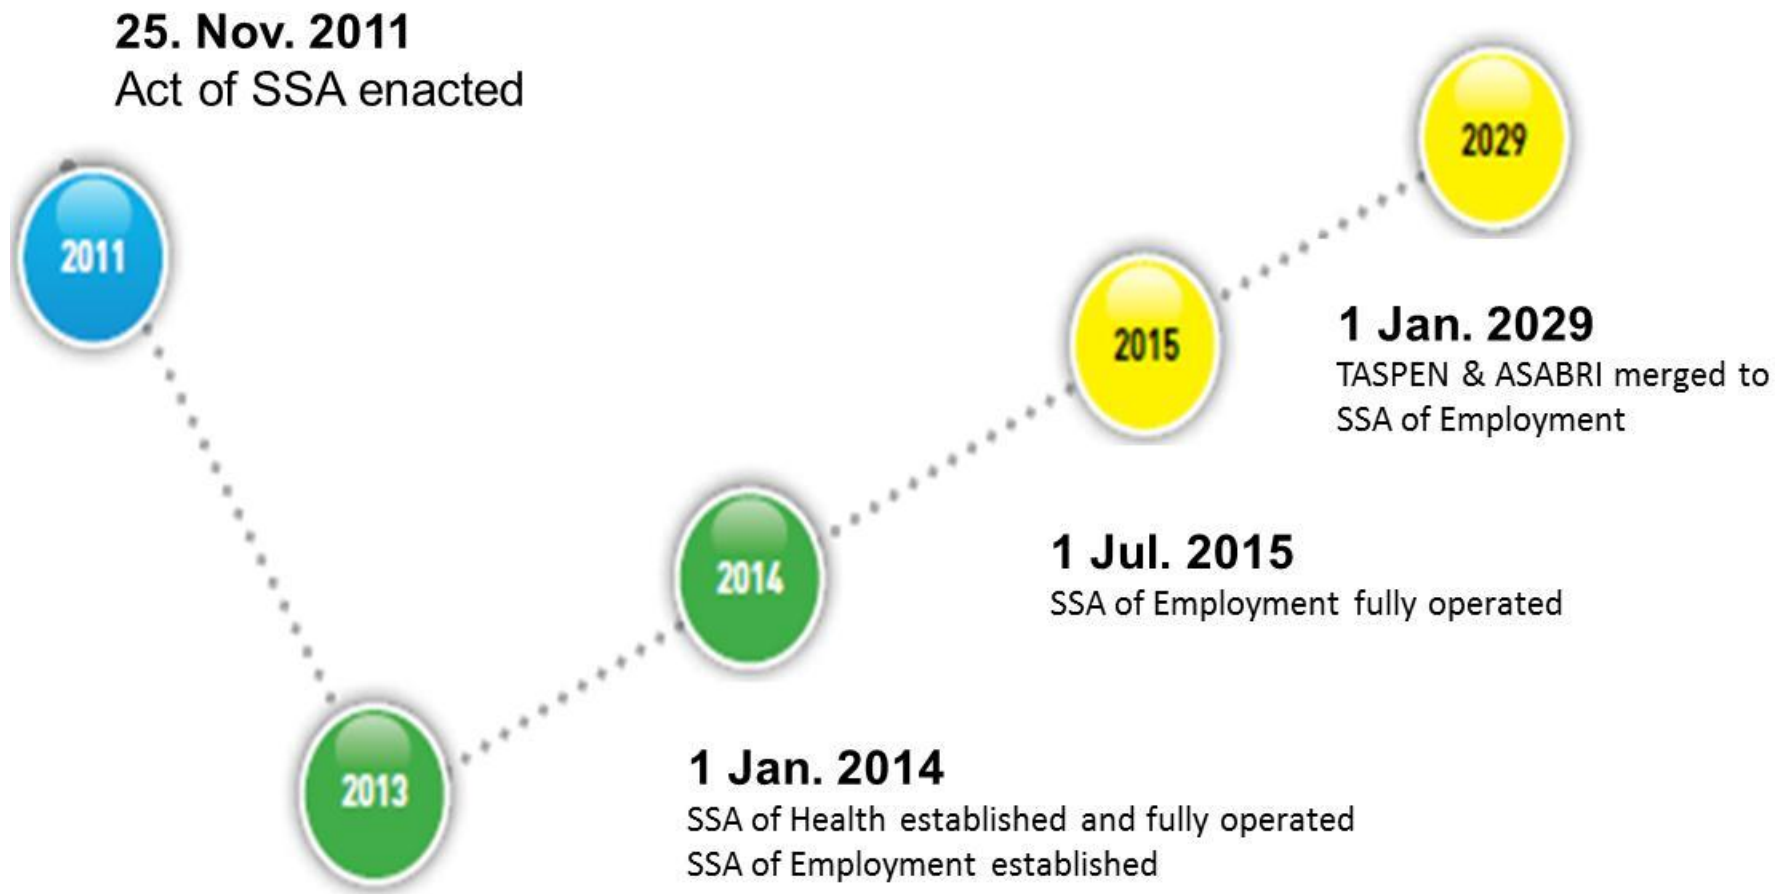 25. Nov. 2011
Act of SSA enacted
2011
2013
2014
1 Jan. 2014
SSA of Health established and fully operated
SSA of Employment established
2015
1 Jul. 2015
SSA of Employment fully operated
2029
1 Jan. 2029
TASPEN & ASABRI merged to
SSA of Employment